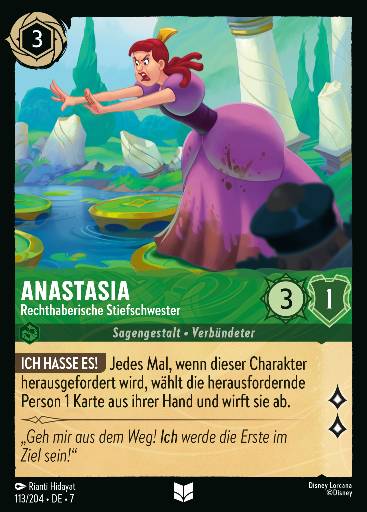 3
ANASTASIA
Rechthaberische Stiefschwester
3
1
Sagengestalt • Verbündeter
ICH HASSE ES! Jedes Mal, wenn dieser Charakter
herausgefordert wird, wählt die herausfordernde
Person 1 Karte aus ihrer Hand und wirft sie ab.
„Geh mir aus dem Weg! Ich werde die Erste im
Ziel sein!“
Rianti Hidayat
113/204 • DE • 7
Disney Lorcana
©Disney